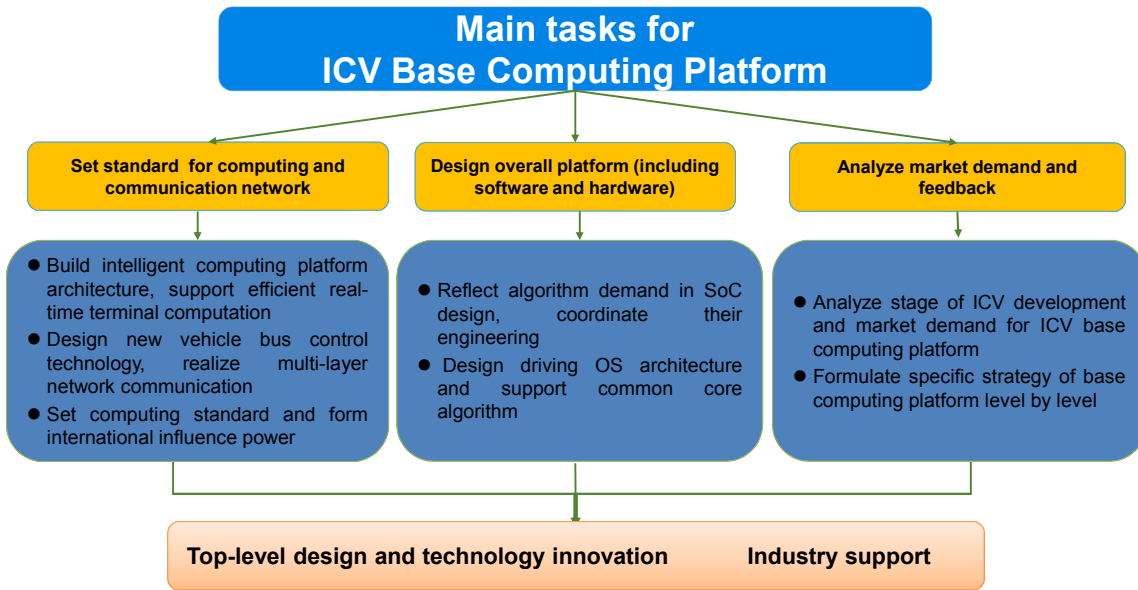 Main tasks for
ICV Base Computing Platform
Set standard for computing and
communication network
Design overall platform (including
software and hardware)
Analyze market demand and
feedback
● Build intelligent computing platform
architecture, support efficient real-
time terminal computation
● Design new vehicle bus control
technology, realize multi-layer
network communication
● Set computing standard and form
international influence power
● Reflect algorithm demand in SoC
design, coordinate their
engineering
● Design driving OS architecture
and support common core
algorithm
● Analyze stage of ICV development
and market demand for ICV base
computing platform
● Formulate specific strategy of base
computing platform level by level
Top-level design and technology innovation Industry support